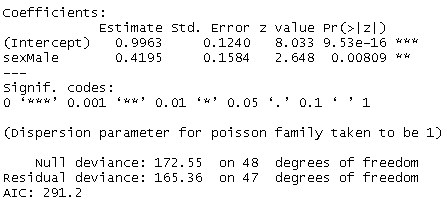 Coefficients:
            Estimate Std. Error z value Pr(>|z|)
(Intercept)   0.9963     0.1240   8.033 9.53e-16 ***
sexMale       0.4195     0.1584   2.648  0.00809 **
---
Signif. codes:
0 ‘***’ 0.001 ‘**’ 0.01 ‘*’ 0.05 ‘.’ 0.1 ‘ ’ 1
(Dispersion parameter for poisson family taken to be 1)
    Null deviance: 172.55  on 48  degrees of freedom
Residual deviance: 165.36  on 47  degrees of freedom
AIC: 291.2